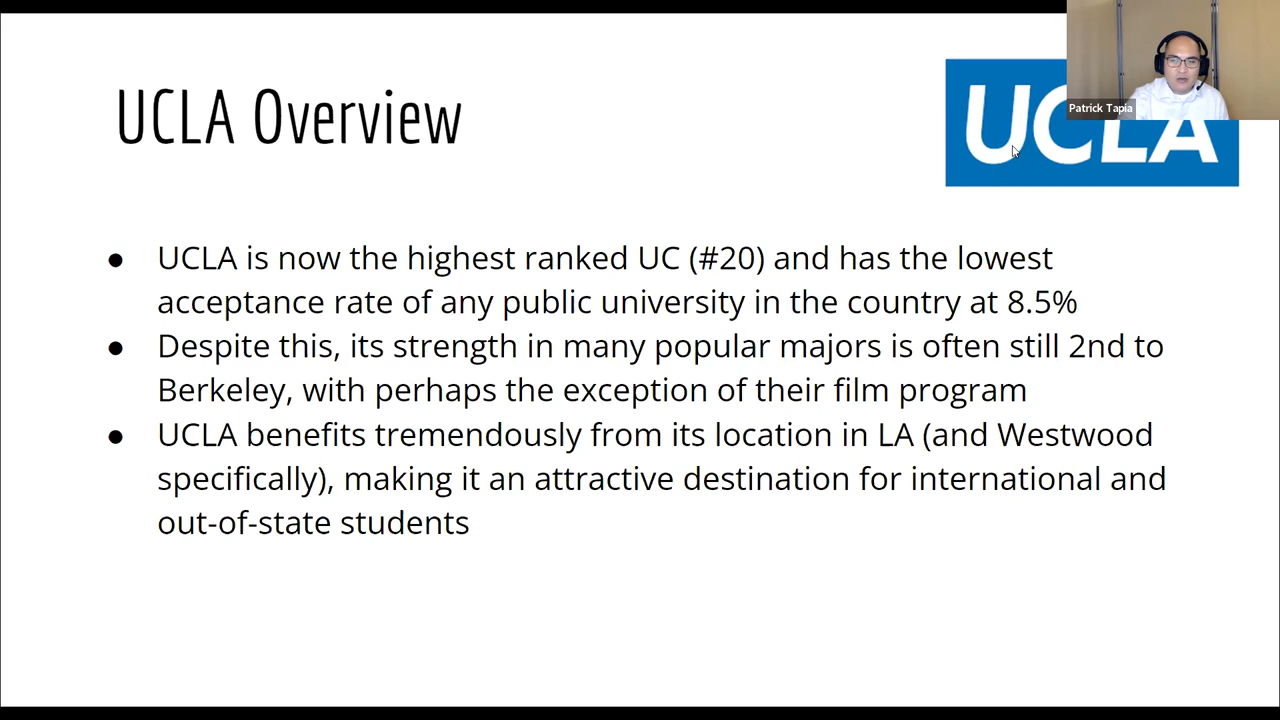 UCLA Overview
UCLA
Patrick Tapia
● UCLA is now the highest ranked UC (#20) and has the lowest
acceptance rate of any public university in the country at 8.5%
● Despite this, its strength in many popular majors is often still 2nd to
Berkeley, with perhaps the exception of their film program
● UCLA benefits tremendously from its location in LA (and Westwood
specifically), making it an attractive destination for international and
out-of-state students